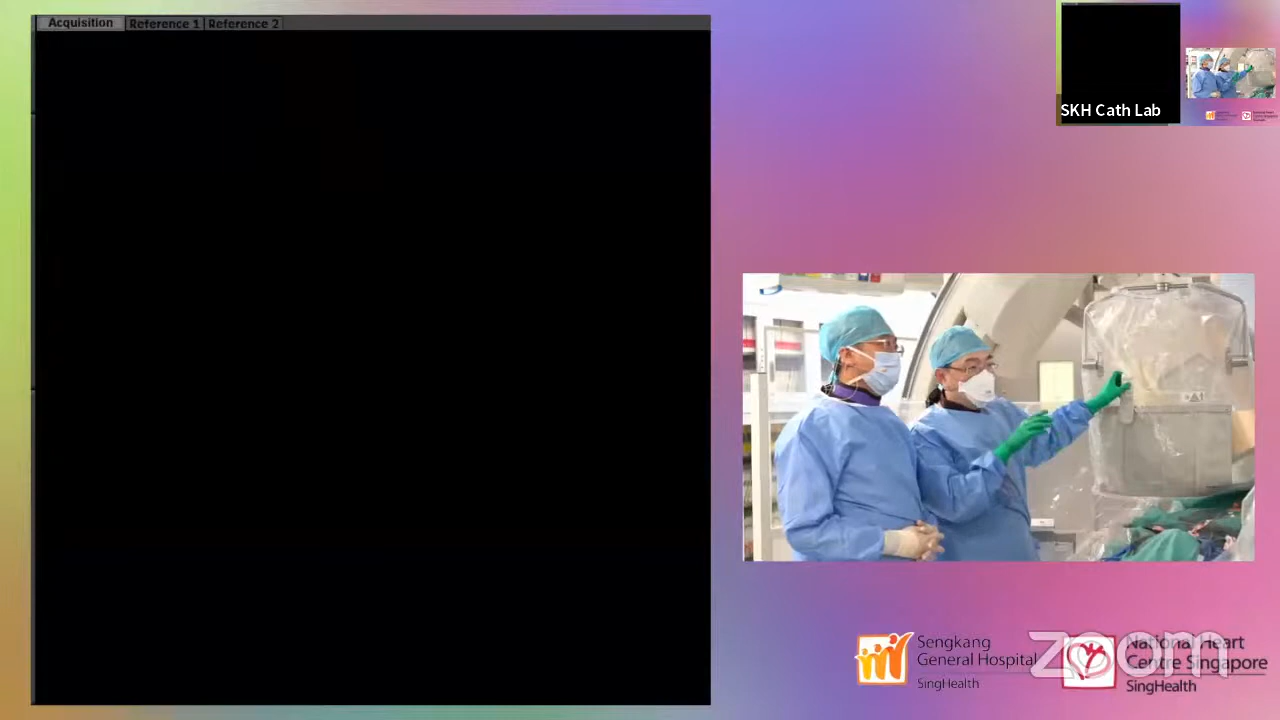 Acquisition
Reference 1
Reference 2
SKH Cath Lab
Sengkang
General Hospital
SingHealth
zoom
National Heart
Centre Singapore
SingHealth